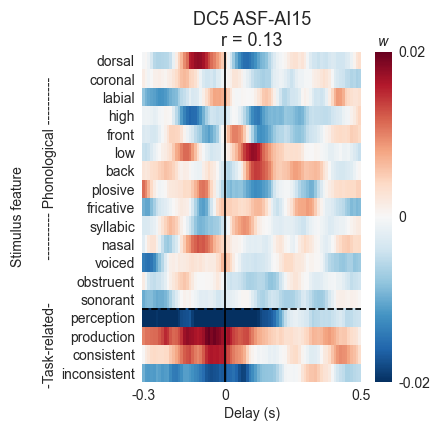 DC5 ASF-AI15
r = 0.13
w
dorsal
coronal
labial
high
front
low
back
plosive
fricative
syllabic
nasal
voiced
obstruent
sonorant
perception
production
consistent
inconsistent
Stimulus feature
---------- Phonological ----------
-Task-related-
-0.3
0
0.5
Delay (s)
0.02
0
-0.02